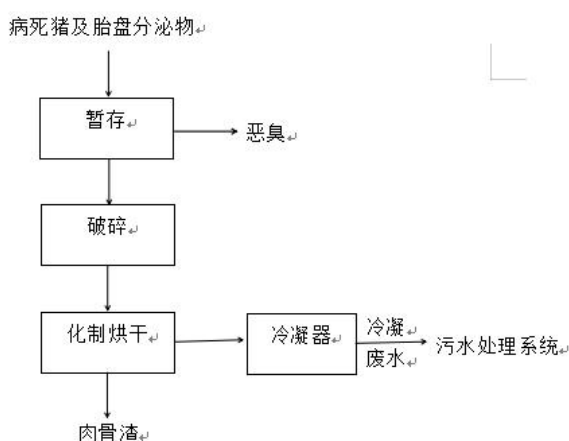 病死猪及胎盘分泌物
暂存
恶臭
破碎
化制烘干
冷凝器
冷凝
废水
污水处理系统
肉骨渣